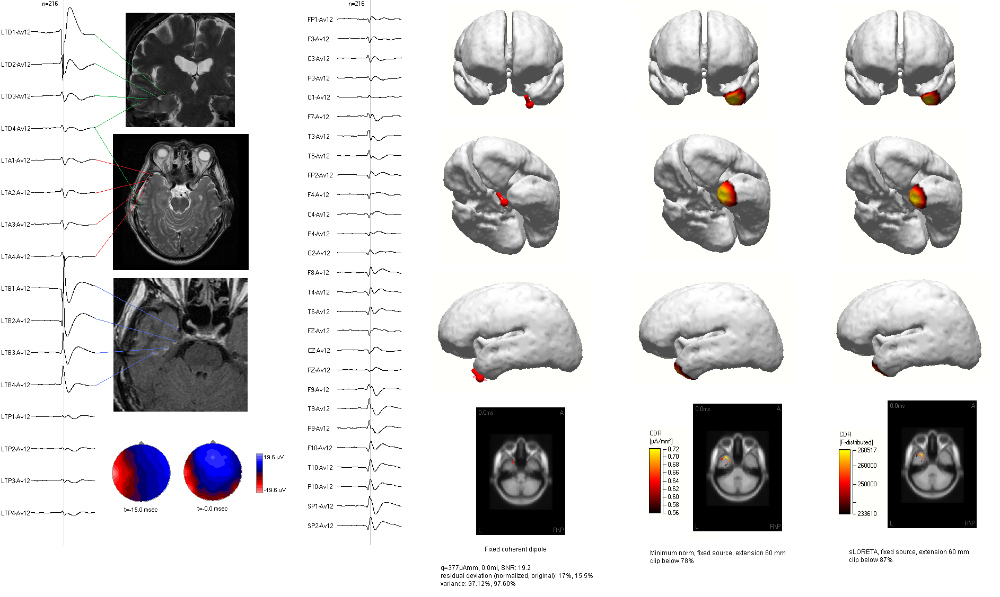 n=216
LTD1-Av12
LTD2-Av12
LTD3-Av12
LTD4-Av12
LTA1-Av12
LTA2-Av12
LTA3-Av12
LTA4-Av12
LTB1-Av12
LTB2-Av12
LTB3-Av12
LTB4-Av12
LTP1-Av12
LTP2-Av12
LTP3-Av12
LTP4-Av12
t=-15.0 msec
t=-0.0 msec
19.6 uV
-19.6 uV
n=216
FP1-Av12
F3-Av12
C3-Av12
P3-Av12
O1-Av12
F7-Av12
T3-Av12
T5-Av12
FP2-Av12
F4-Av12
C4-Av12
P4-Av12
O2-Av12
F8-Av12
T4-Av12
T6-Av12
FZ-Av12
CZ-Av12
PZ-Av12
F9-Av12
T9-Av12
P9-Av12
F10-Av12
T10-Av12
P10-Av12
SP1-Av12
SP2-Av12
0.0ms A
L R\P
Fixed coherent dipole
q=377µAmm, 0.0ml, SNR: 19.2
residual deviation (normalized, original): 17%, 15.5%
variance: 97.12%, 97.60%
CDR
[µA/mm²]
0.72
0.70
0.68
0.66
0.64
0.62
0.60
0.58
0.56
0.0ms A
L R\P
Minimum norm, fixed source, extension 60 mm
clip below 78%
CDR
[F-distributed]
268517
260000
250000
233610
0.0ms A
L R\P
sLORETA, fixed source, extension 60 mm
clip below 87%